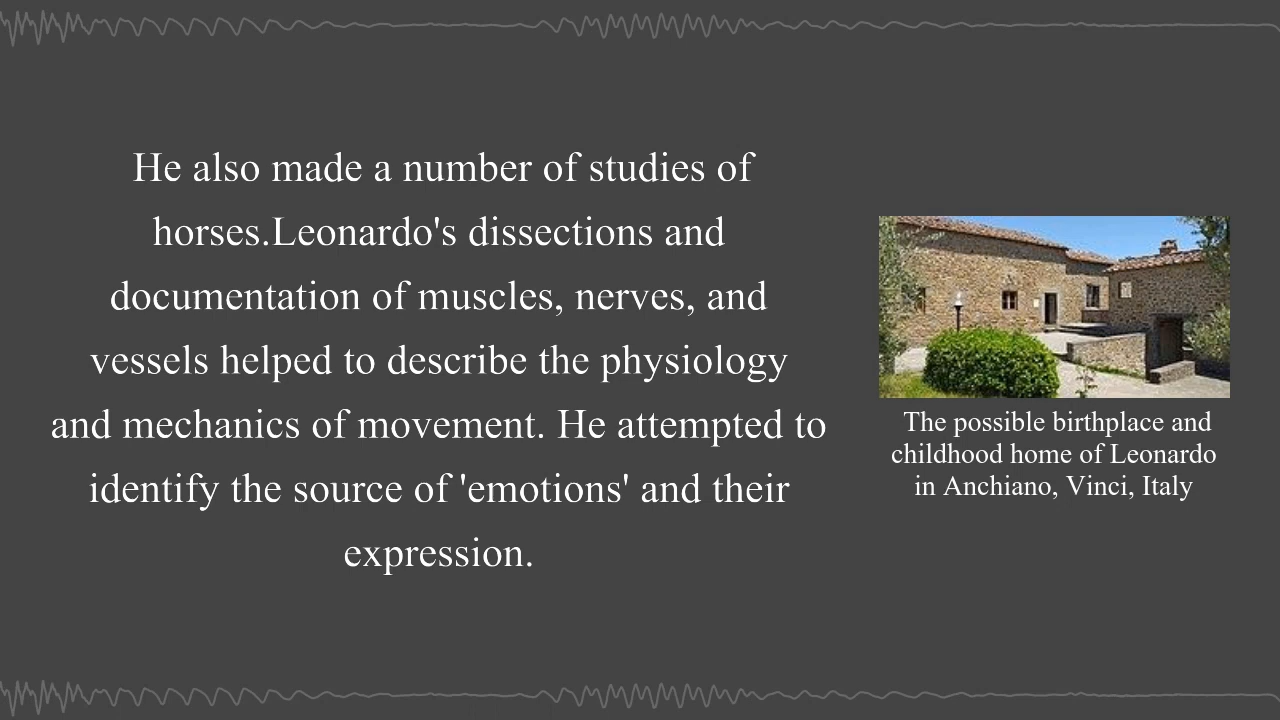 He also made a number of studies of
horses.Leonardo's dissections and
documentation of muscles, nerves, and
vessels helped to describe the physiology
and mechanics of movement. He attempted to
identify the source of 'emotions' and their
expression.
The possible birthplace and
childhood home of Leonardo
in Anchiano, Vinci, Italy